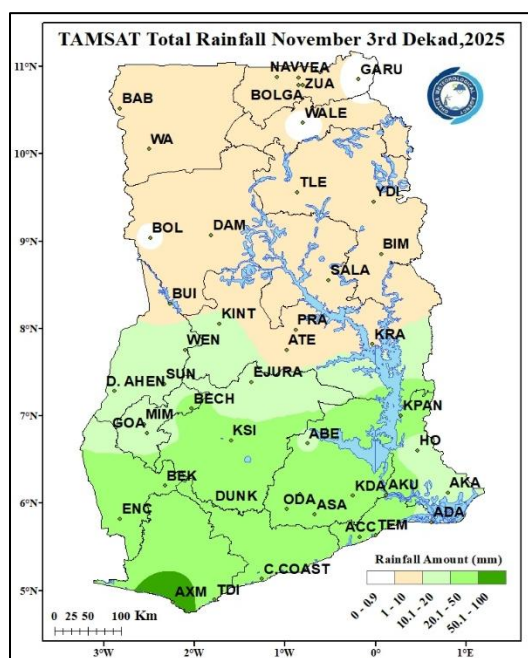 TAMSAT Total Rainfall November 3rd Dekad,2025
11°N
10°N
9°N
8°N
7°N
6°N
5°N
NAVVEA
GARU
ZUA
BAB
BOLGA
WALE
WA
TLE
YDI
BOL
DAM
BIM
SALA
BUI
KINT
PRA
KRA
WEN
ATE
SUN
D. AHEN
EJURA
BECH
KPAN
MIM
GOA
KSI
ABE
HO
BEK
KDA
AKU
AKA
DUNK
ODA
ENC
ASA
ADA
ACC
TEM
C.COAST
AXM
TDI
Rainfall Amount (mm)
0 - 0.9
1 - 10
10.1 - 20
20.1 - 50
50.1 - 100
0 25 50 100 Km
3°W
2°W
1°W
0°
1°E